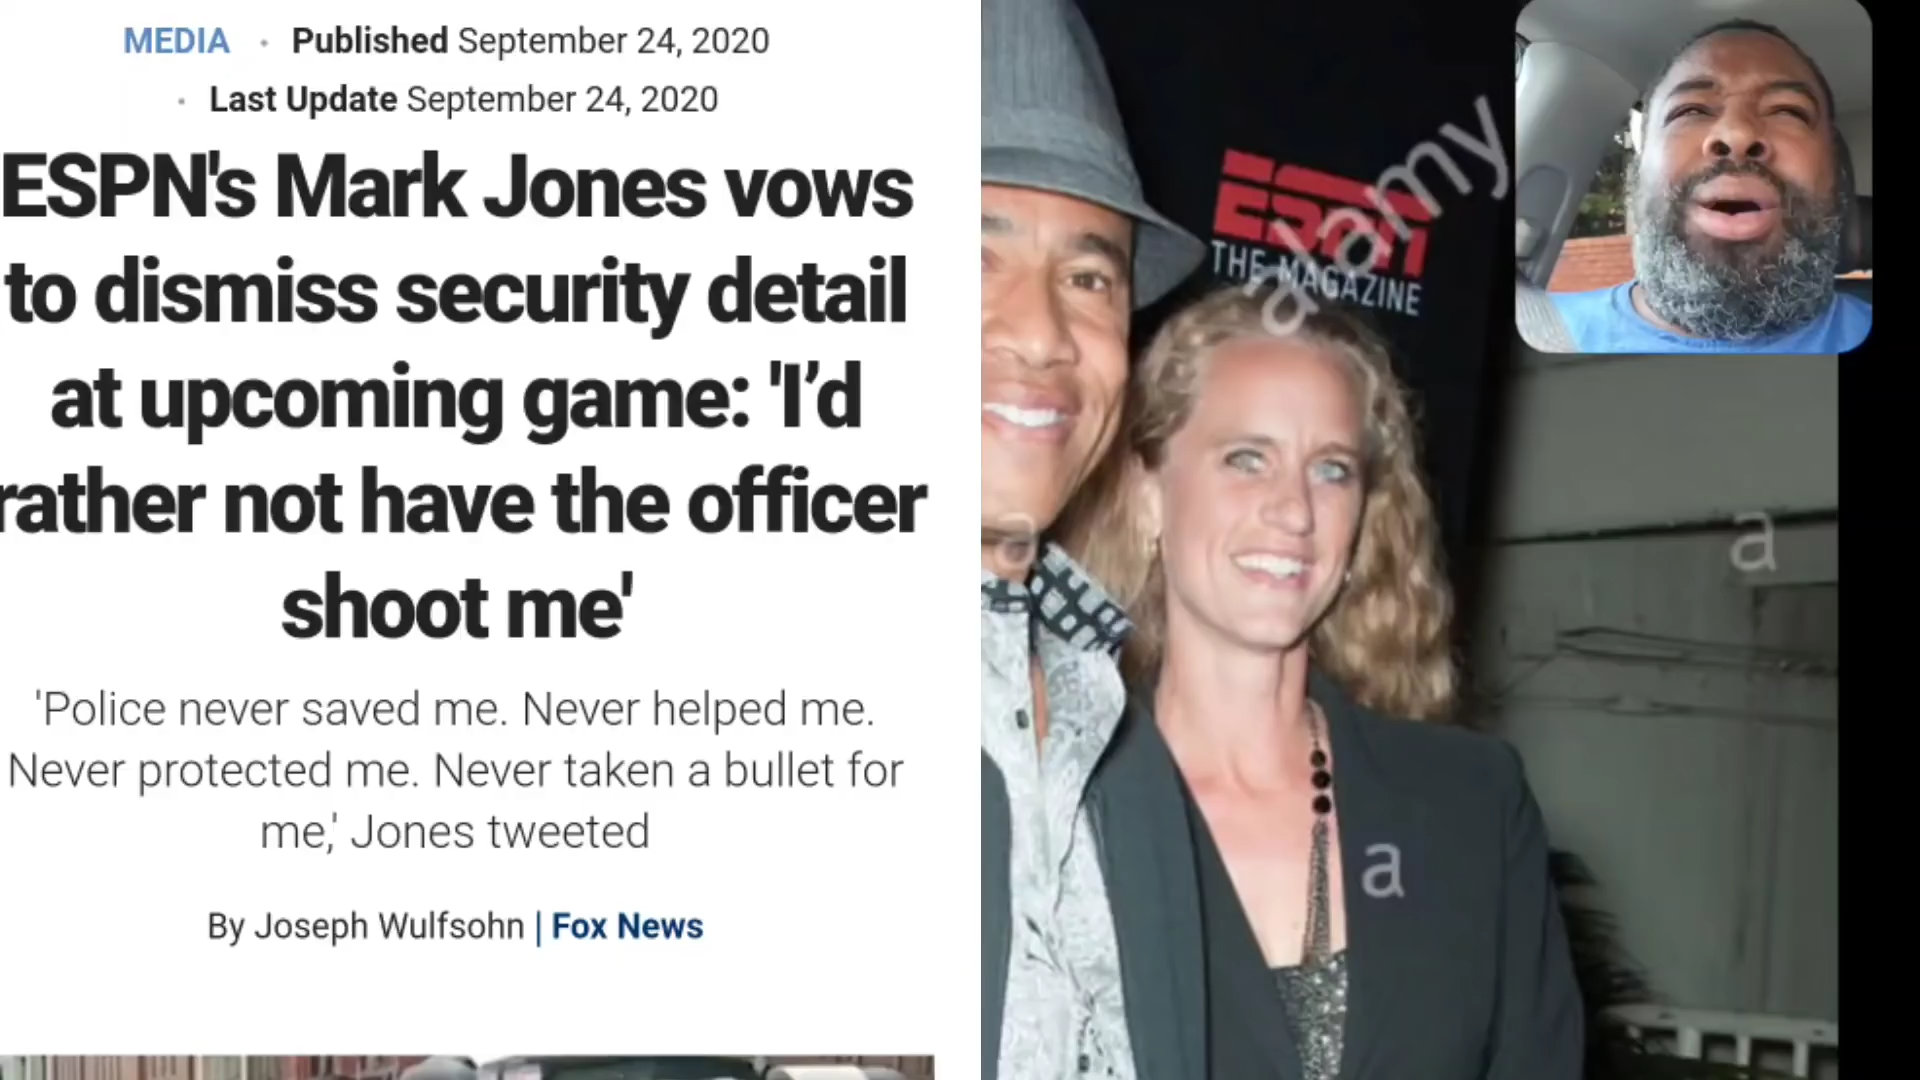 MEDIA · Published September 24, 2020
· Last Update September 24, 2020
ESPN's Mark Jones vows
to dismiss security detail
at upcoming game: 'I’d
rather not have the officer
shoot me'
'Police never saved me. Never helped me.
Never protected me. Never taken a bullet for
me,' Jones tweeted
By Joseph Wulfsohn | Fox News
ESPN
THE MAGAZINE
alamy
a
a
a